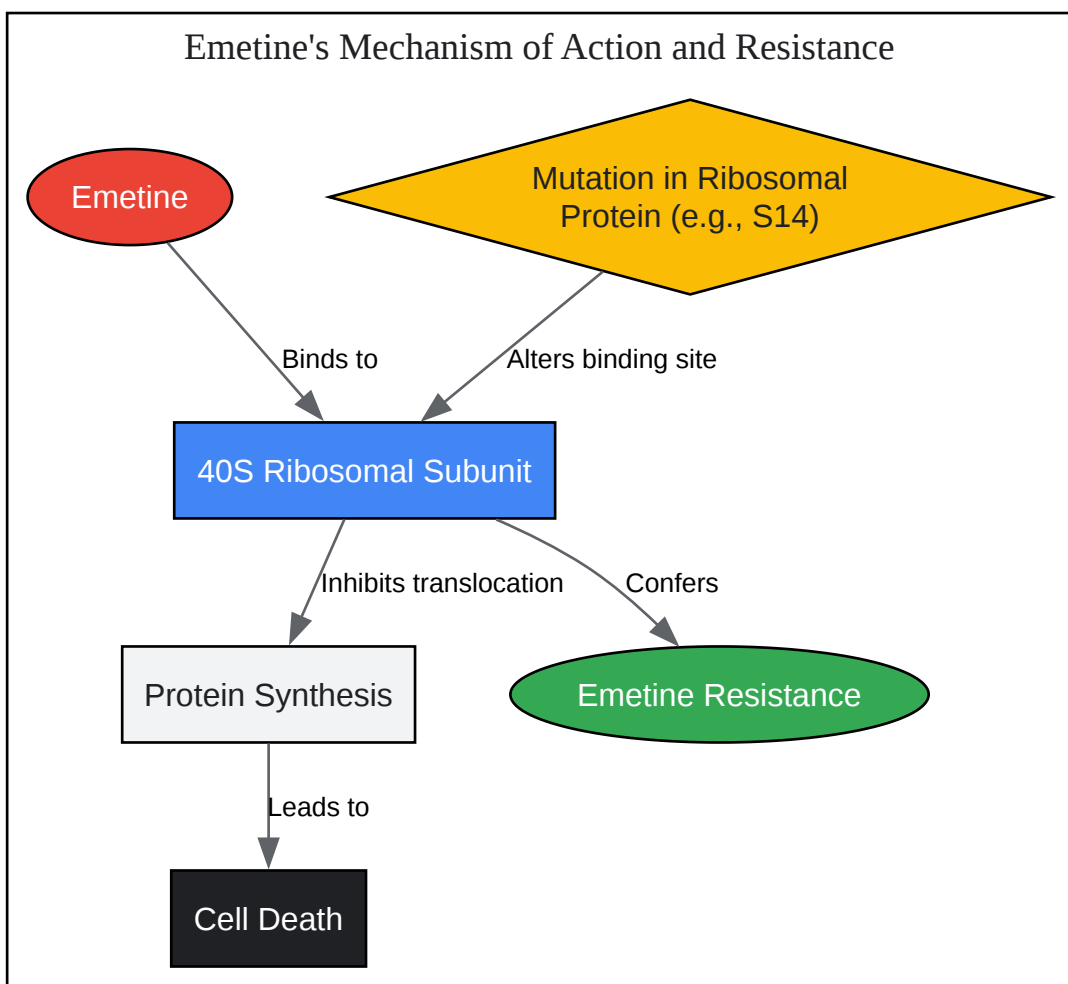 Emetine's Mechanism of Action and Resistance
Emetine
Mutation in Ribosomal
Protein (e.g., S14)
Binds to
Alters binding site
40S Ribosomal Subunit
Inhibits translocation
Confers
Protein Synthesis
Emetine Resistance
Leads to
Cell Death